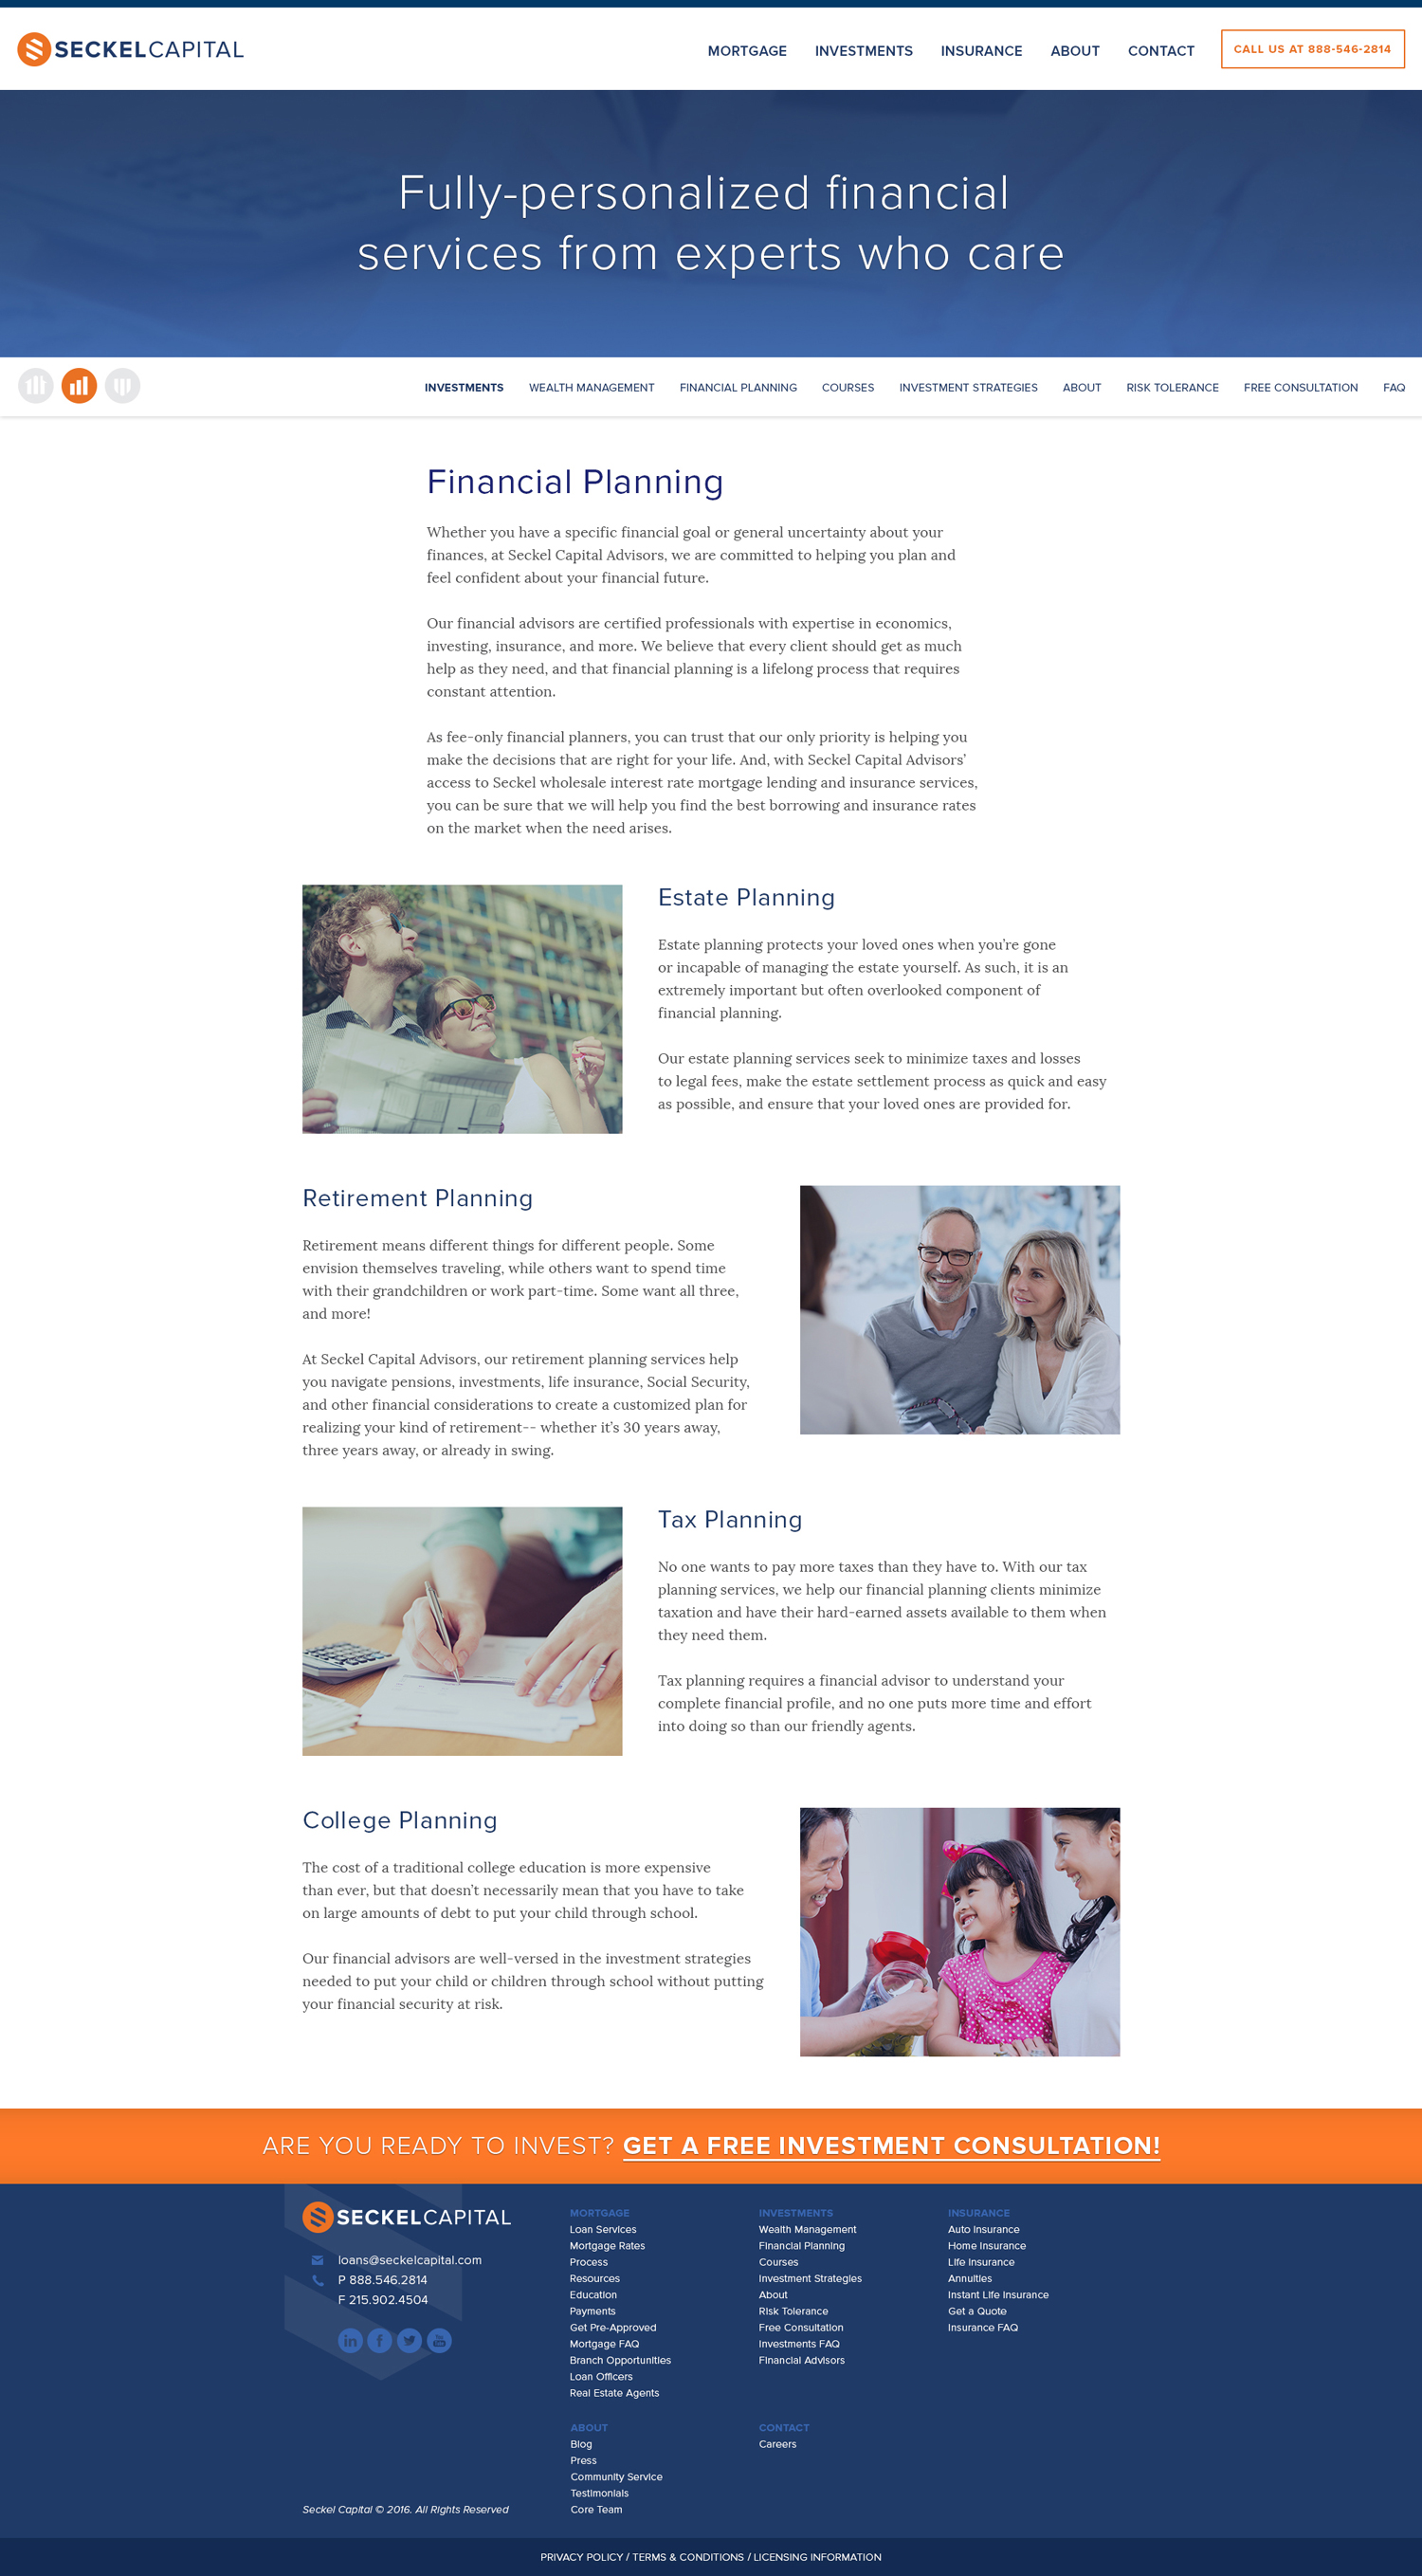 SECKELCAPITAL
MORTGAGE INVESTMENTS INSURANCE ABOUT CONTACT CALL US AT 888-546-2814
Fully-personalized financial
services from experts who care
INVESTMENTS WEALTH MANAGEMENT FINANCIAL PLANNING COURSES INVESTMENT STRATEGIES ABOUT RISK TOLERANCE FREE CONSULTATION FAQ
Financial Planning
Whether you have a specific financial goal or general uncertainty about your
finances, at Seckel Capital Advisors, we are committed to helping you plan and
feel confident about your financial future.
Our financial advisors are certified professionals with expertise in economics,
investing, insurance, and more. We believe that every client should get as much
help as they need, and that financial planning is a lifelong process that requires
constant attention.
As fee-only financial planners, you can trust that our only priority is helping you
make the decisions that are right for your life. And, with Seckel Capital Advisors'
access to Seckel wholesale interest rate mortgage lending and insurance services,
you can be sure that we will help you find the best borrowing and insurance rates
on the market when the need arises.
Estate Planning
Estate planning protects your loved ones when you're gone
or incapable of managing the estate yourself. As such, it is an
extremely important but often overlooked component of
financial planning.
Our estate planning services seek to minimize taxes and losses
to legal fees, make the estate settlement process as quick and easy
as possible, and ensure that your loved ones are provided for.
Retirement Planning
Retirement means different things for different people. Some
envision themselves traveling, while others want to spend time
with their grandchildren or work part-time. Some want all three,
and more!
At Seckel Capital Advisors, our retirement planning services help
you navigate pensions, investments, life insurance, Social Security,
and other financial considerations to create a customized plan for
realizing your kind of retirement-- whether it's 30 years away,
three years away, or already in swing.
Tax Planning
No one wants to pay more taxes than they have to. With our tax
planning services, we help our financial planning clients minimize
taxation and have their hard-earned assets available to them when
they need them.
Tax planning requires a financial advisor to understand your
complete financial profile, and no one puts more time and effort
into doing so than our friendly agents.
College Planning
The cost of a traditional college education is more expensive
than ever, but that doesn't necessarily mean that you have to take
on large amounts of debt to put your child through school.
Our financial advisors are well-versed in the investment strategies
needed to put your child or children through school without putting
your financial security at risk.
ARE YOU READY TO INVEST? GET A FREE INVESTMENT CONSULTATION!
SECKELCAPITAL
loans@seckelcapital.com
P 888.546.2814
F 215.902.4504
MORTGAGE
Loan Services
Mortgage Rates
Process
Resources
Education
Payments
Get Pre-Approved
Mortgage FAQ
Branch Opportunities
Loan Officers
Real Estate Agents
INVESTMENTS
Wealth Management
Financial Planning
Courses
Investment Strategies
About
Risk Tolerance
Free Consultation
Investments FAQ
Financial Advisors
INSURANCE
Auto Insurance
Home Insurance
Life Insurance
Annuities
Instant Life Insurance
Get a Quote
Insurance FAQ
ABOUT
Blog
Press
Community Service
Testimonials
Core Team
CONTACT
Careers
Seckel Capital © 2016. All Rights Reserved
PRIVACY POLICY / TERMS & CONDITIONS / LICENSING INFORMATION